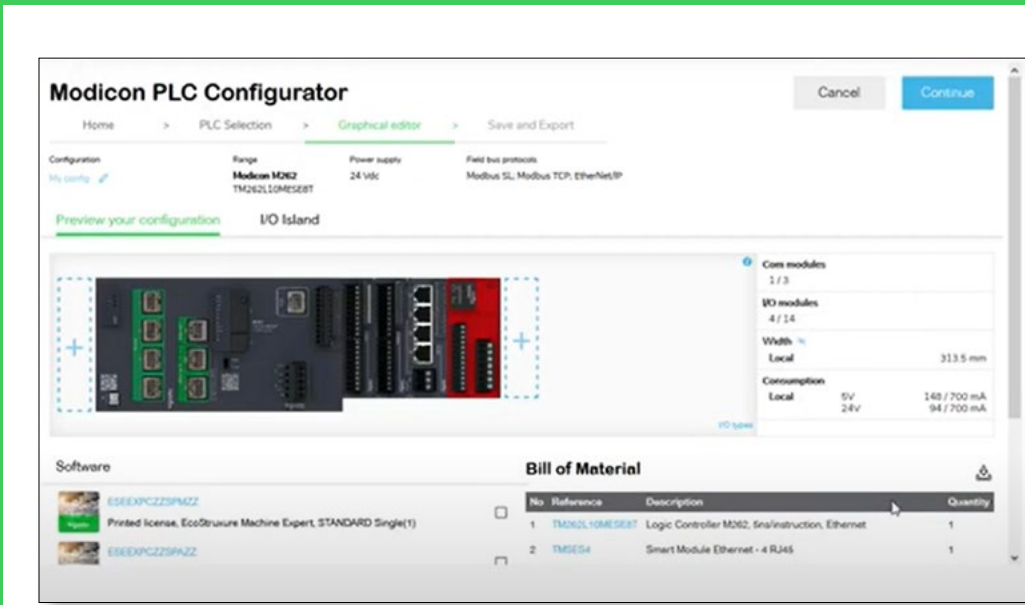 Modicon PLC Configurator
Cancel
Continue
Home > PLC Selection > Graphical editor > Save and Export
Configuration
My config
Range
Modicon M262
TM262L10MESE8T
Power supply
24 Vdc
Field bus protocols
Modbus SL; Modbus TCP; EtherNet/IP
Preview your configuration
I/O Island
Com modules
1 / 3
I/O modules
4 / 14
Width
Local 313.5 mm
Consumption
Local 5V 148 / 700 mA
24V 94 / 700 mA
I/O types
Software
ESEEXPCZZSPMZZ
Printed license, EcoStruxure Machine Expert, STANDARD Single(1)
ESEEXPCZZSPAZZ
Bill of Material
No Reference Description Quantity
1 TM262L10MESE8T Logic Controller M262, 5ns/instruction, Ethernet 1
2 TMSES4 Smart Module Ethernet - 4 RJ45 1